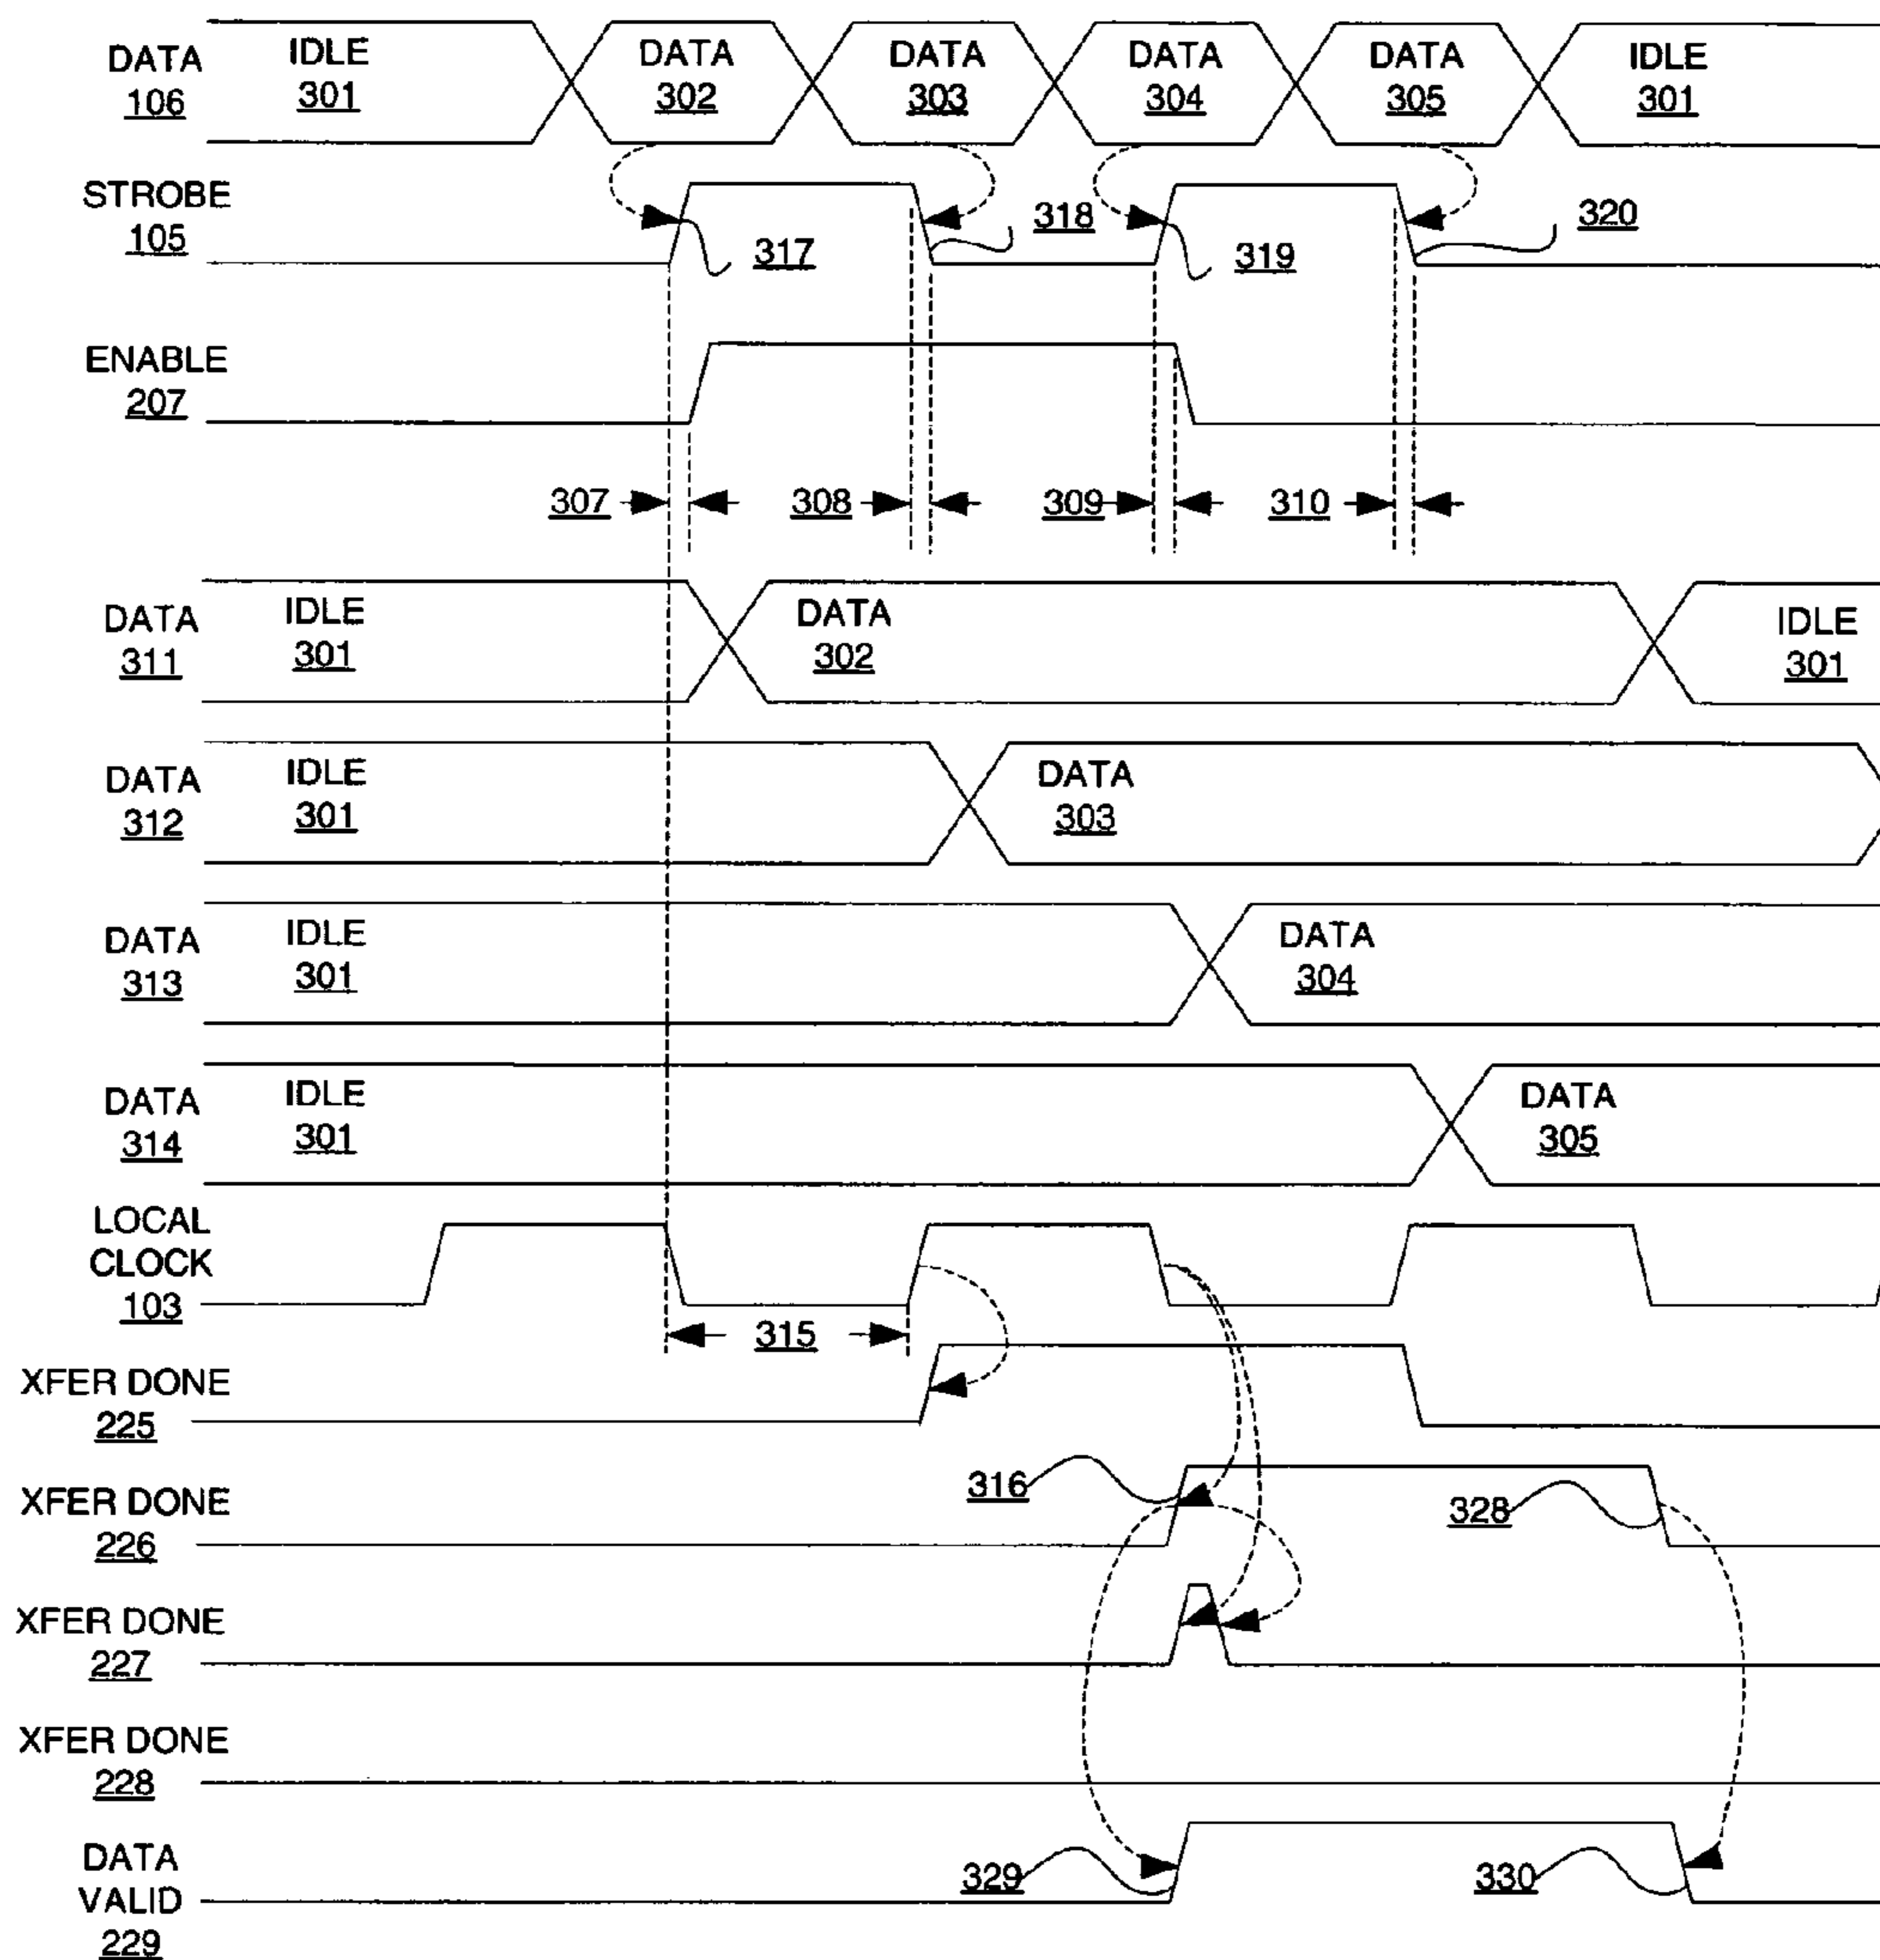 DATA
106
IDLE
301
DATA
302
DATA
303
DATA
304
DATA
305
IDLE
301
STROBE
105
317
318
319
320
ENABLE
207
307
308
309
310
DATA
311
IDLE
301
DATA
302
IDLE
301
DATA
312
IDLE
301
DATA
303
DATA
313
IDLE
301
DATA
304
DATA
314
IDLE
301
DATA
305
LOCAL
CLOCK
103
315
XFER DONE
225
XFER DONE
226
316
328
XFER DONE
227
XFER DONE
228
DATA
VALID
229
329
330